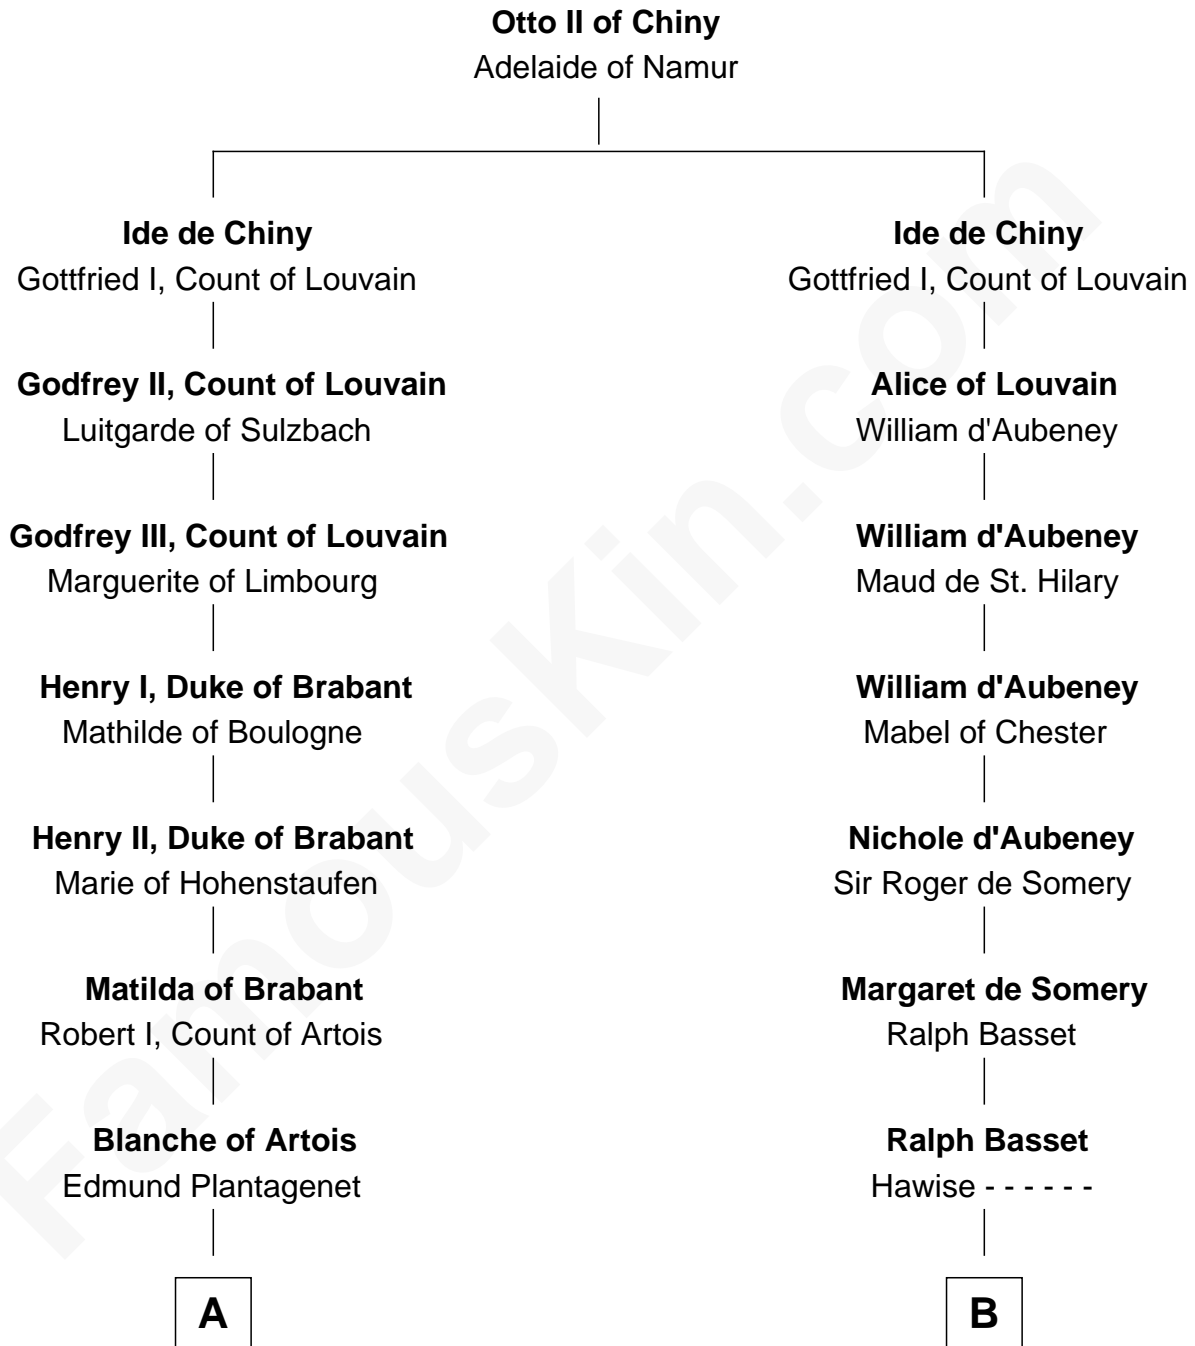 Otto II of Chiny
Adelaide of Namur
Ide de Chiny
Gottfried I, Count of Louvain
Godfrey II, Count of Louvain
Luitgarde of Sulzbach
Godfrey III, Count of Louvain
Marguerite of Limbourg
Henry I, Duke of Brabant
Mathilde of Boulogne
Henry II, Duke of Brabant
Marie of Hohenstaufen
Matilda of Brabant
Robert I, Count of Artois
Blanche of Artois
Edmund Plantagenet
A
Ide de Chiny
Gottfried I, Count of Louvain
Alice of Louvain
William d'Aubeney
William d'Aubeney
Maud de St. Hilary
William d'Aubeney
Mabel of Chester
Nichole d'Aubeney
Sir Roger de Somery
Margaret de Somery
Ralph Basset
Ralph Basset
Hawise - - - - - -
B
FamousKin.com